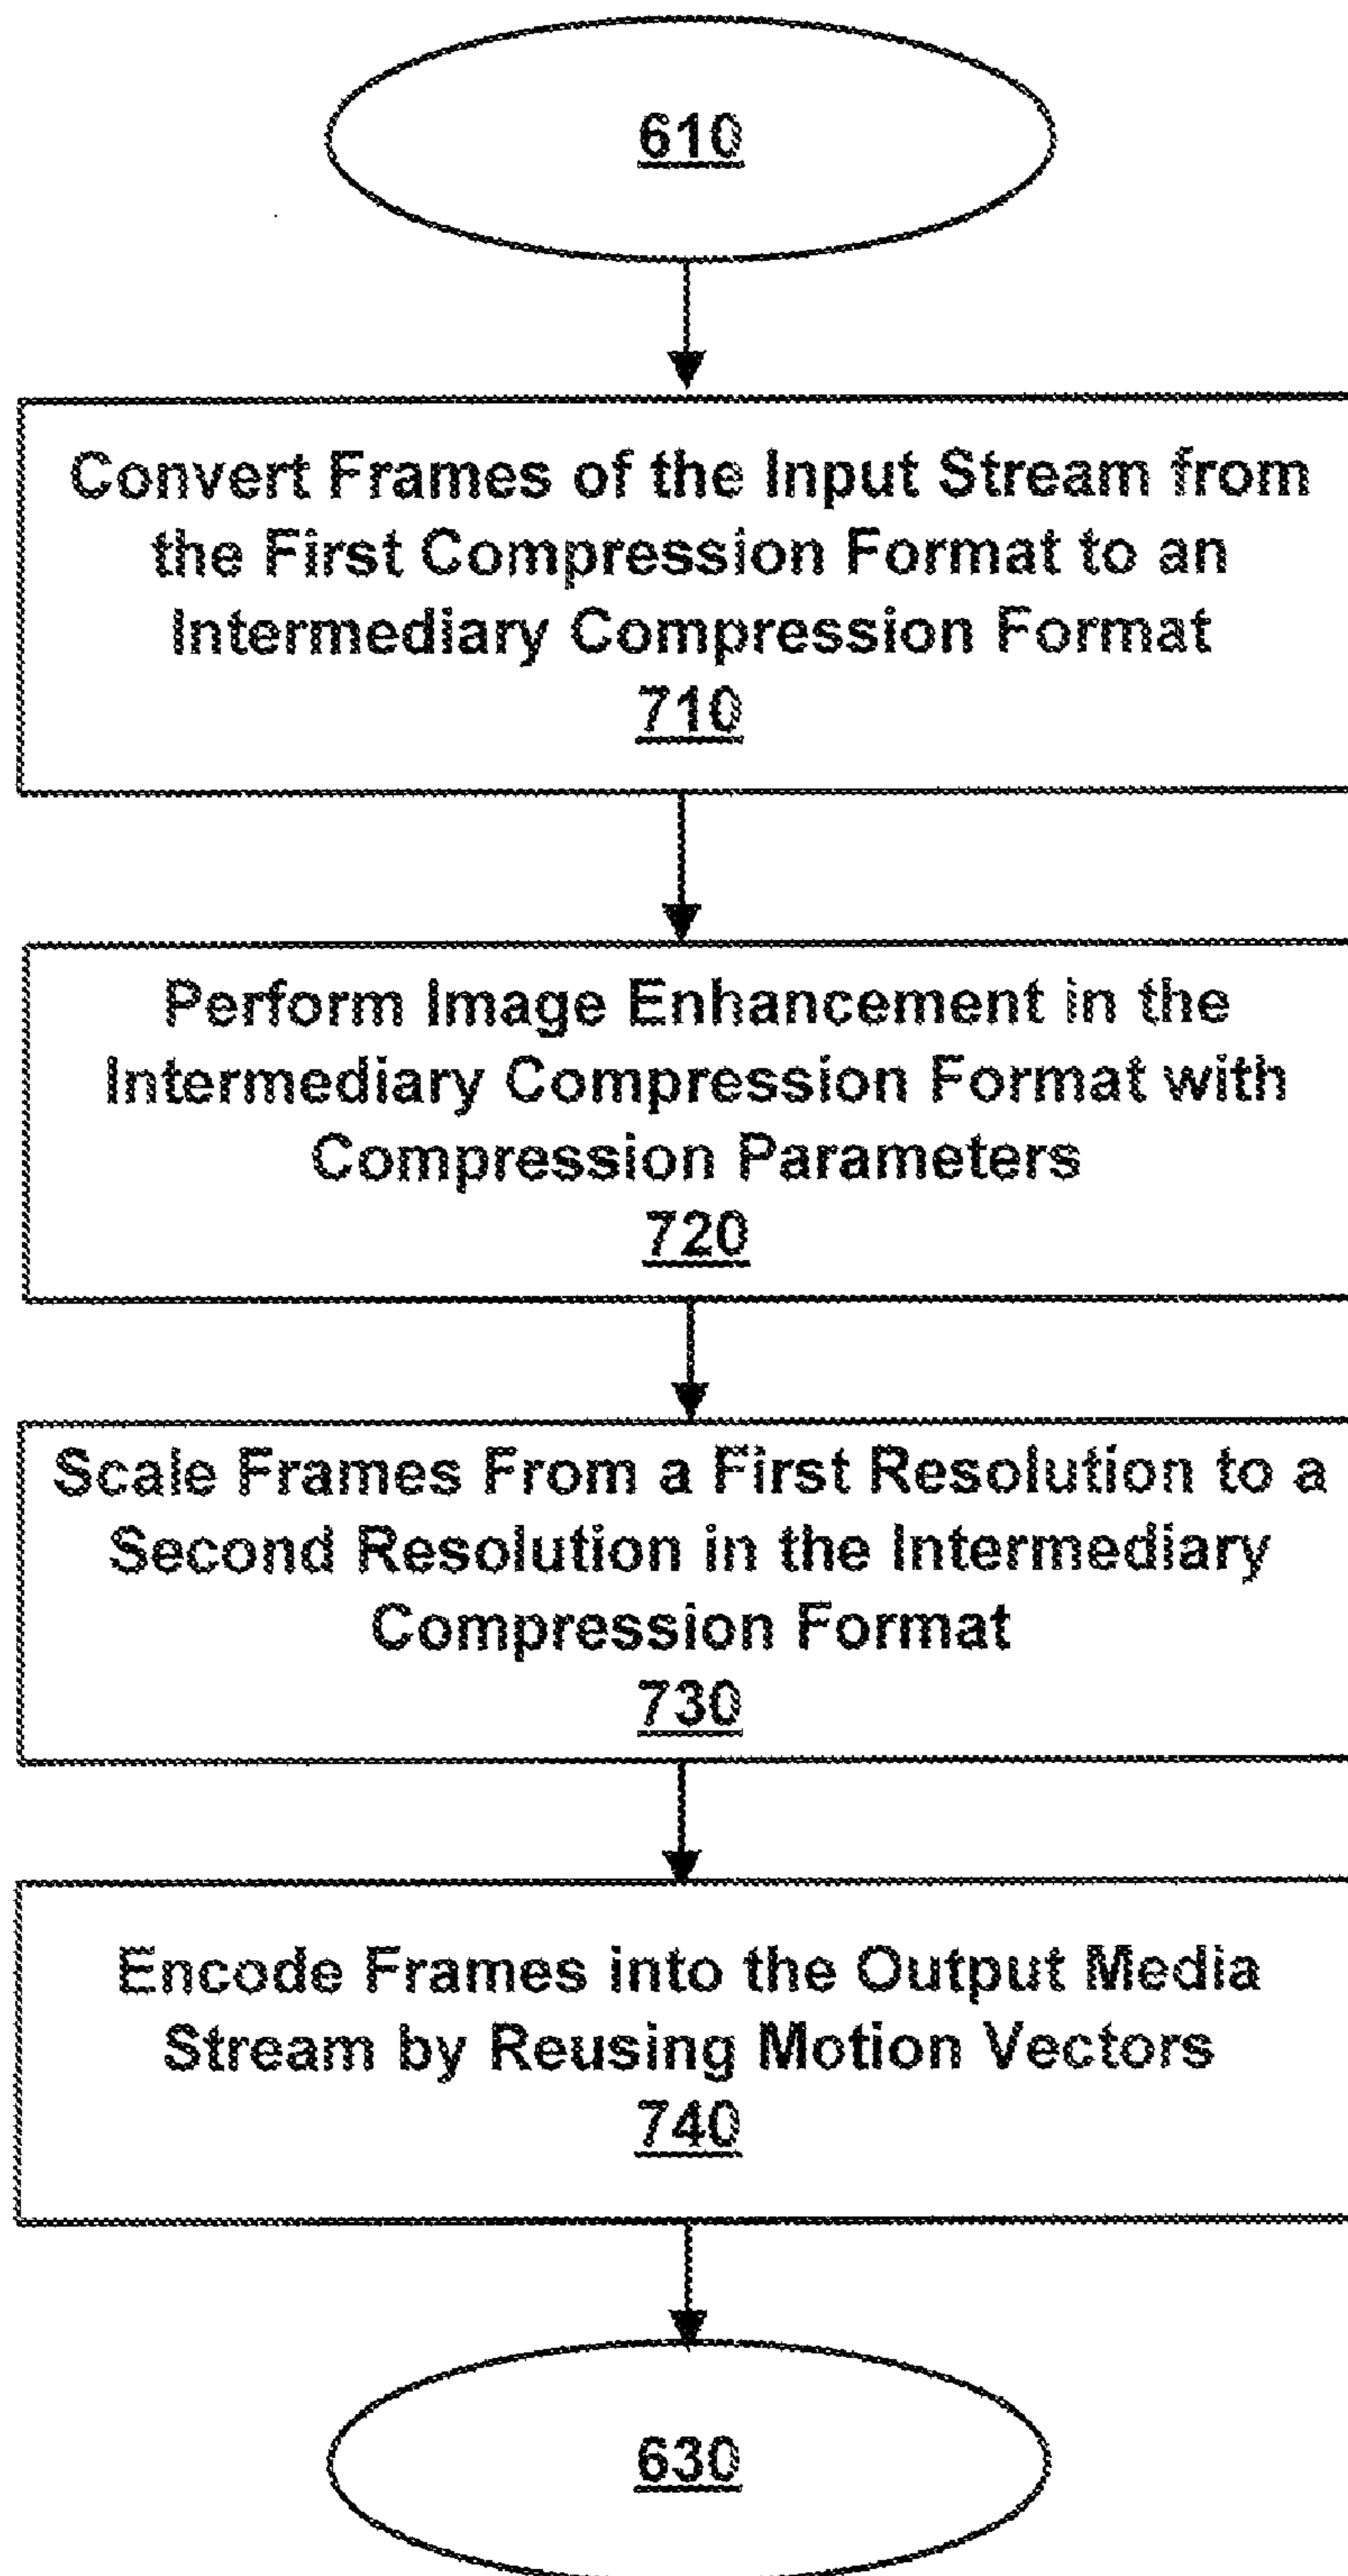 610
Convert Frames of the Input Stream from
the First Compression Format to an
Intermediary Compression Format
710
Perform Image Enhancement in the
Intermediary Compression Format with
Compression Parameters
720
Scale Frames From a First Resolution to a
Second Resolution in the Intermediary
Compression Format
730
Encode Frames into the Output Media
Stream by Reusing Motion Vectors
740
630